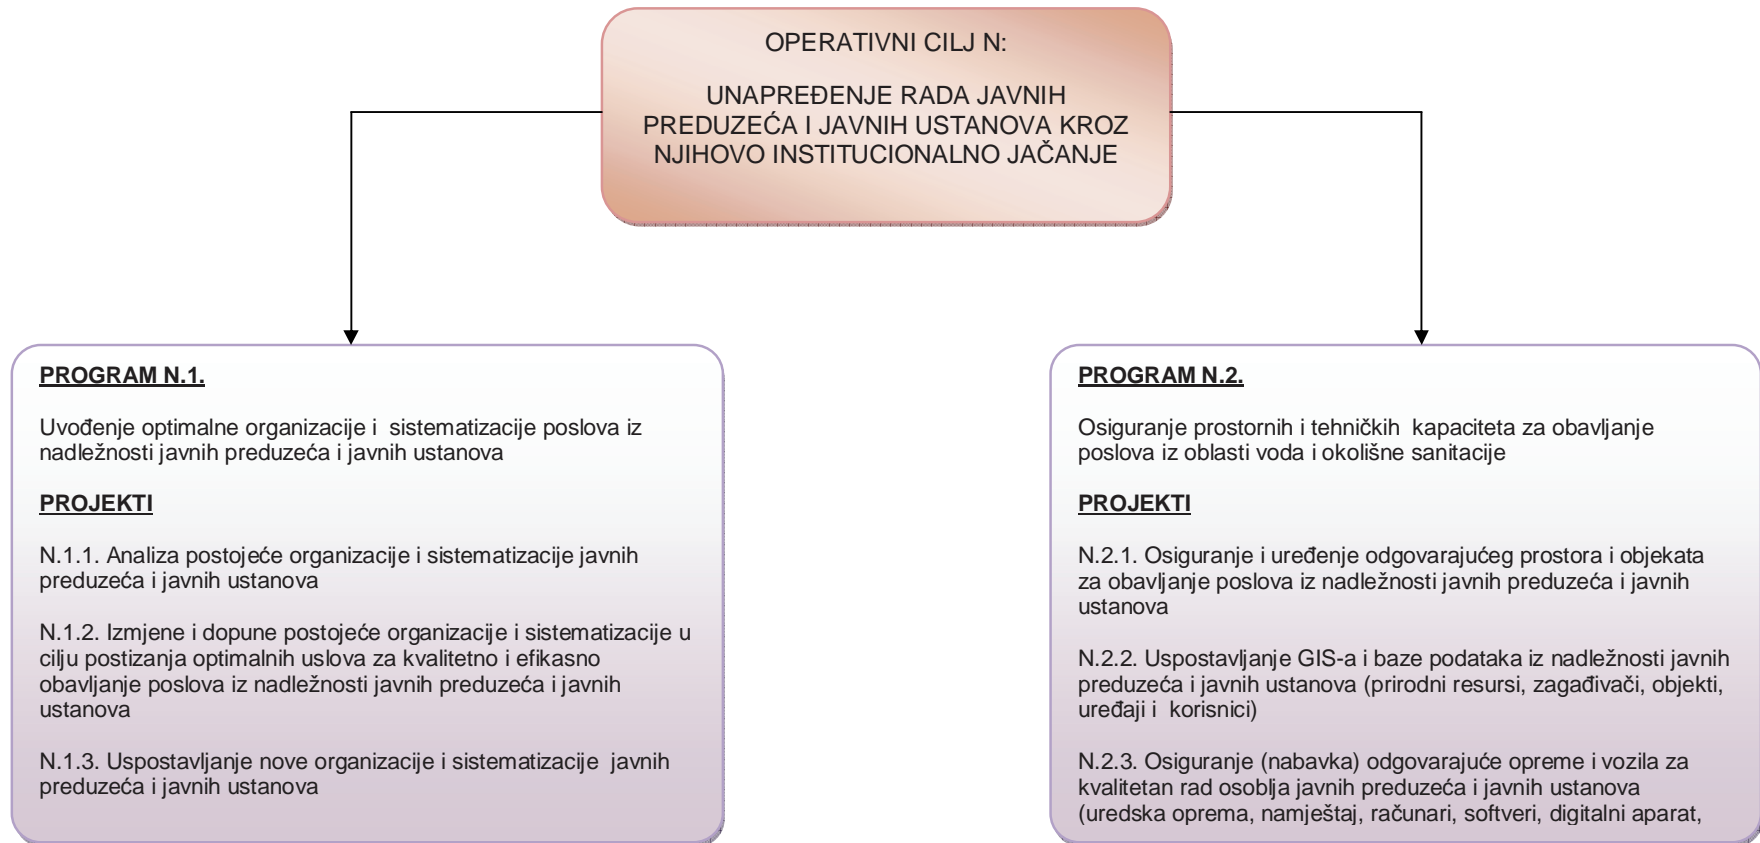 OPERATIVNI CILJ N:
UNAPREĐENJE RADA JAVNIH
PREDUZEĆA I JAVNIH USTANOVA KROZ
NJIHOVO INSTITUCIONALNO JAČANJE
PROGRAM N.1.
Uvođenje optimalne organizacije i sistematizacije poslova iz
nadležnosti javnih preduzeća i javnih ustanova
PROJEKTI
N.1.1. Analiza postojeće organizacije i sistematizacije javnih
preduzeća i javnih ustanova
N.1.2. Izmjene i dopune postojeće organizacije i sistematizacije u
cilju postizanja optimalnih uslova za kvalitetno i efikasno
obavljanje poslova iz nadležnosti javnih preduzeća i javnih
ustanova
N.1.3. Uspostavljanje nove organizacije i sistematizacije javnih
preduzeća i javnih ustanova
PROGRAM N.2.
Osiguranje prostornih i tehničkih kapaciteta za obavljanje
poslova iz oblasti voda i okolišne sanitacije
PROJEKTI
N.2.1. Osiguranje i uređenje odgovarajućeg prostora i objekata
za obavljanje poslova iz nadležnosti javnih preduzeća i javnih
ustanova
N.2.2. Uspostavljanje GIS-a i baze podataka iz nadležnosti javnih
preduzeća i javnih ustanova (prirodni resursi, zagađivači, objekti,
uređaji i korisnici)
N.2.3. Osiguranje (nabavka) odgovarajuće opreme i vozila za
kvalitetan rad osoblja javnih preduzeća i javnih ustanova
(uredska oprema, namještaj, računari, softveri, digitalni aparat,